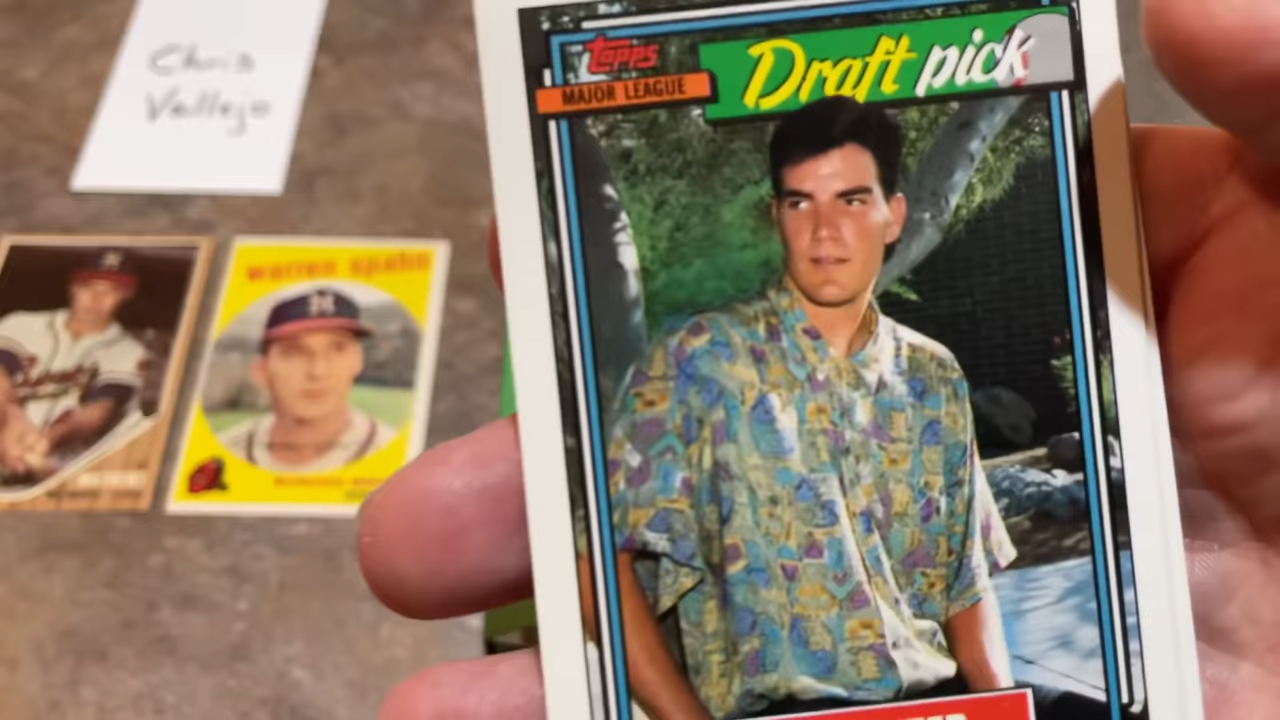 Chris
Vallejo
Topps
MAJOR LEAGUE
Draft pick
warren spahn